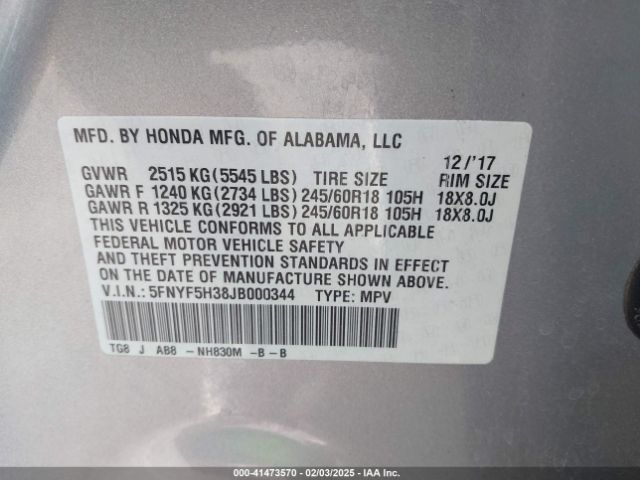 MFD. BY HONDA MFG. OF ALABAMA, LLC
12/'17
GVWR 2515 KG(5545 LBS) TIRE SIZE RIM SIZE
GAWR F 1240 KG(2734 LBS) 245/60R18 105H 18X8.0J
GAWR R 1325 KG(2921 LBS) 245/60R18 105H 18X8.0J
THIS VEHICLE CONFORMS TO ALL APPLICABLE
FEDERAL MOTOR VEHICLE SAFETY
AND THEFT PREVENTION STANDARDS IN EFFECT
ON THE DATE OF MANUFACTURE SHOWN ABOVE.
V.I.N.: 5FNYF5H38JB000344 TYPE: MPV
TG8 J AB8 - NH830M -B-B
000-41473570 - 02/03/2025 - IAA